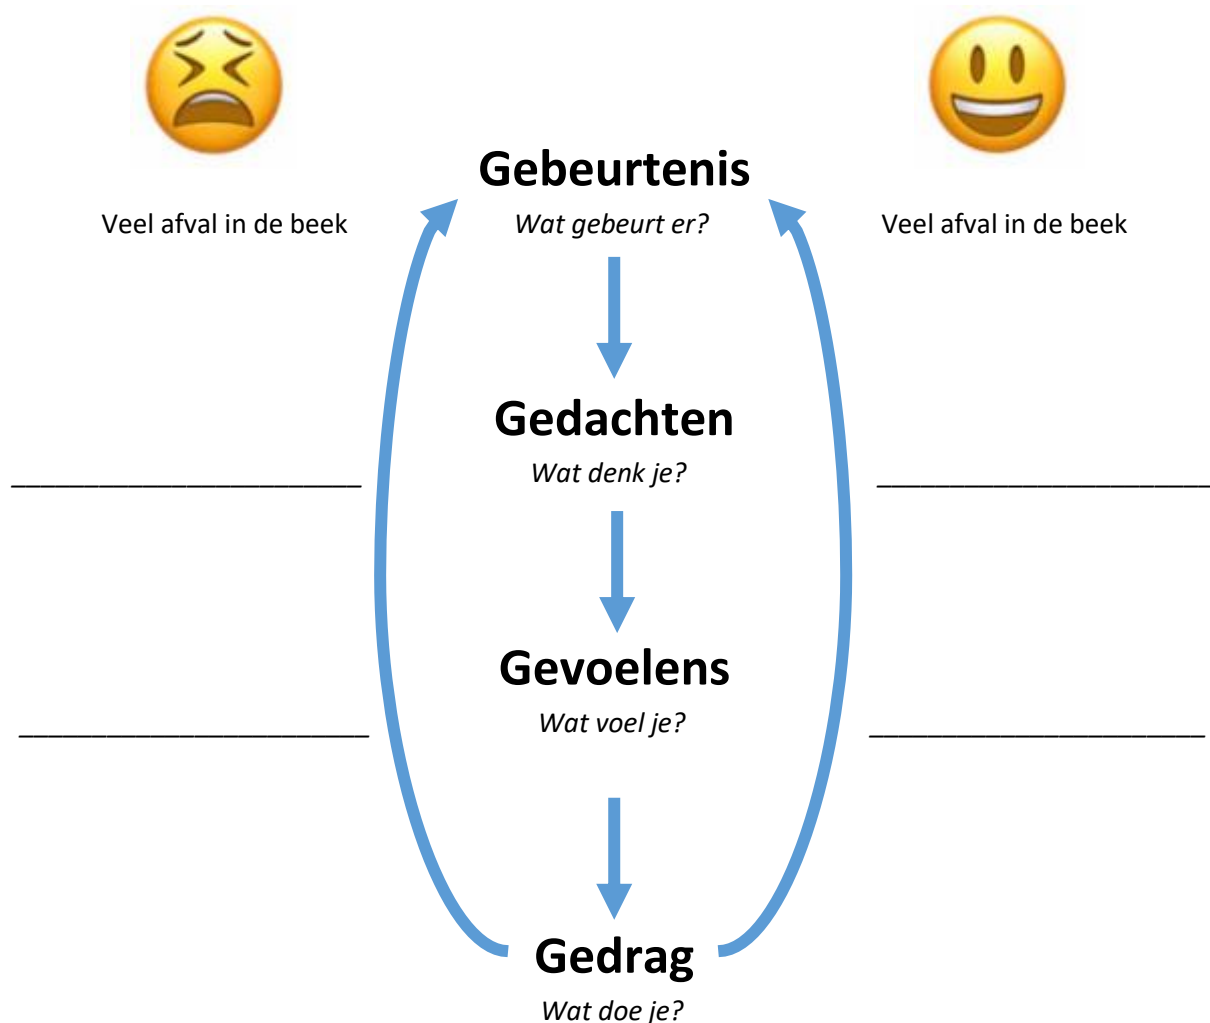 Gebeurtenis
Veel afval in de beek
Wat gebeurt er?
Veel afval in de beek
Gedachten
Wat denk je?
Gevoelens
Wat voel je?
Gedrag
Wat doe je?